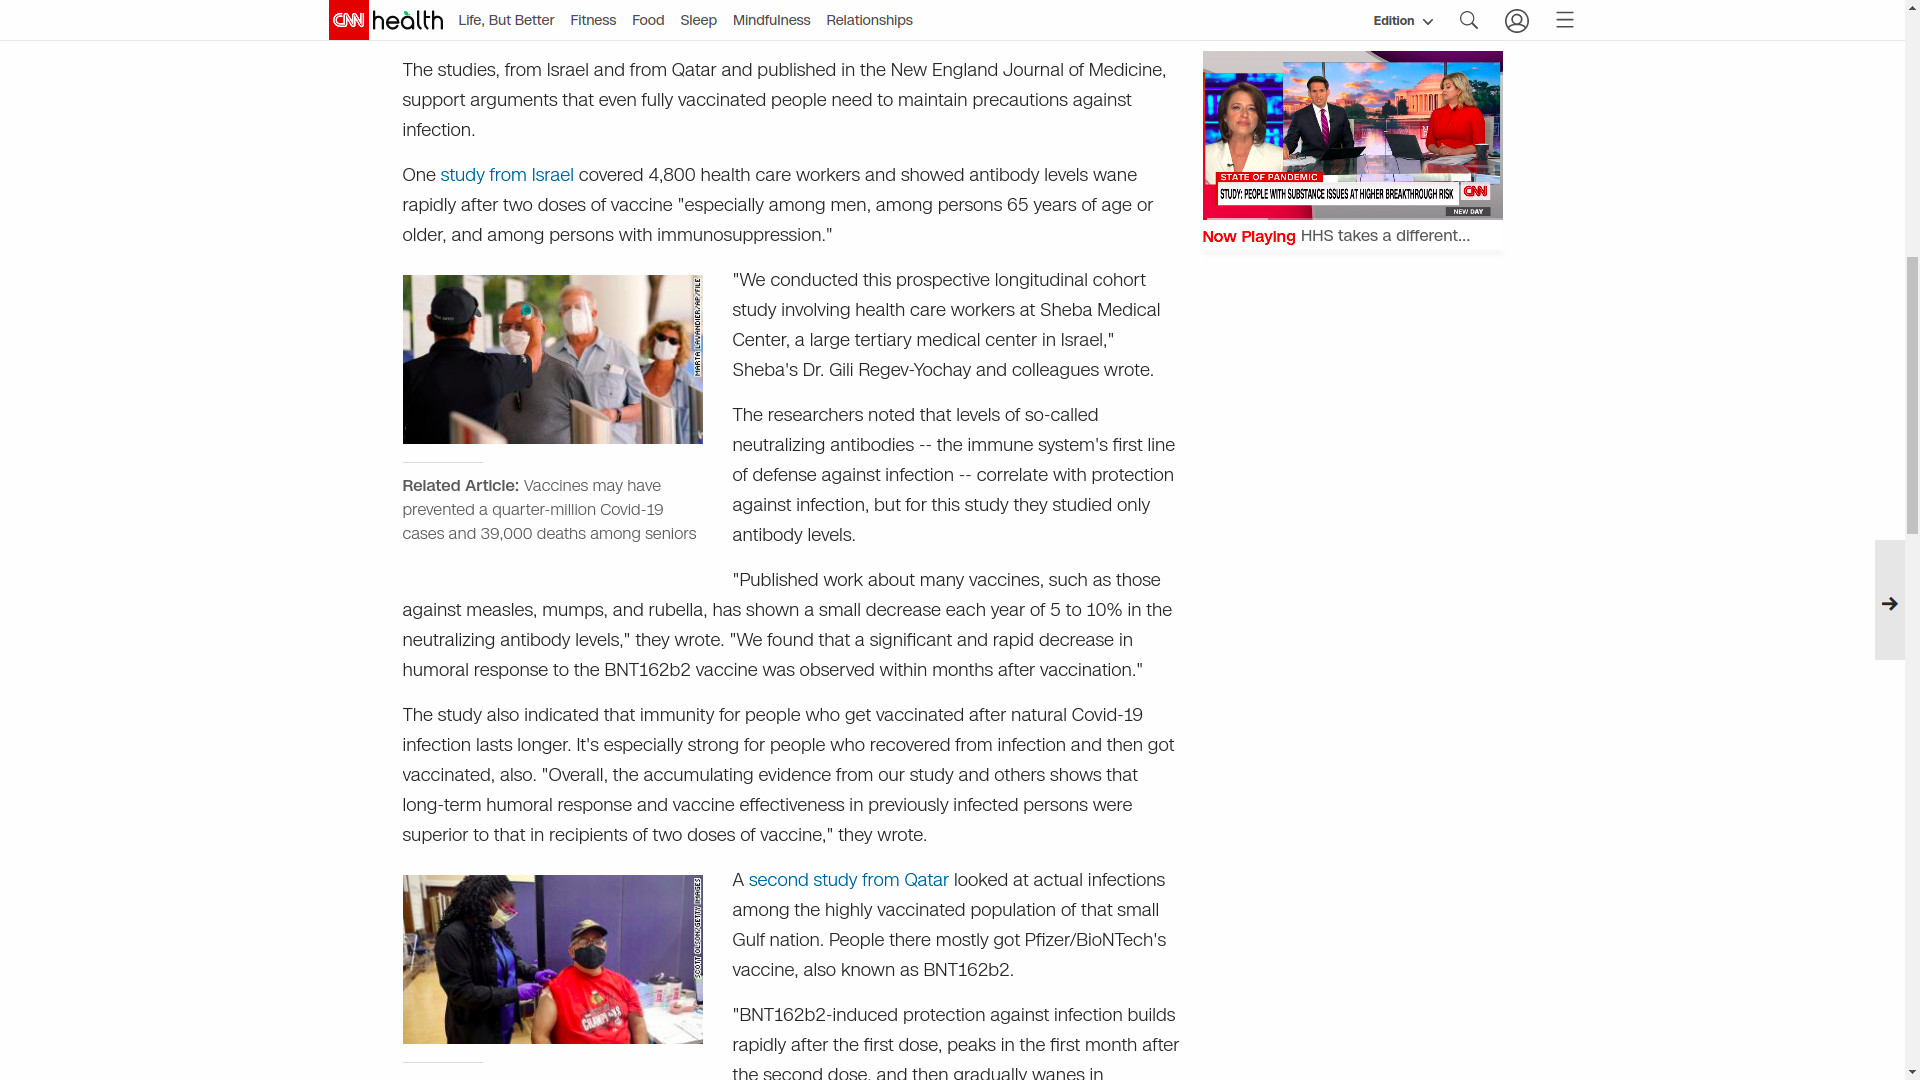 CNN health Life, But Better Fitness Food Sleep Mindfulness Relationships Edition
The studies, from Israel and from Qatar and published in the New England Journal of Medicine,
support arguments that even fully vaccinated people need to maintain precautions against
infection.
One study from Israel covered 4,800 health care workers and showed antibody levels wane
rapidly after two doses of vaccine "especially among men, among persons 65 years of age or
older, and among persons with immunosuppression."
MARTA LAVANDIER/AP/FILE
Related Article: Vaccines may have
prevented a quarter-million Covid-19
cases and 39,000 deaths among seniors
"We conducted this prospective longitudinal cohort
study involving health care workers at Sheba Medical
Center, a large tertiary medical center in Israel,"
Sheba's Dr. Gili Regev-Yochay and colleagues wrote.
The researchers noted that levels of so-called
neutralizing antibodies -- the immune system's first line
of defense against infection -- correlate with protection
against infection, but for this study they studied only
antibody levels.
"Published work about many vaccines, such as those
against measles, mumps, and rubella, has shown a small decrease each year of 5 to 10% in the
neutralizing antibody levels," they wrote. "We found that a significant and rapid decrease in
humoral response to the BNT162b2 vaccine was observed within months after vaccination."
The study also indicated that immunity for people who get vaccinated after natural Covid-19
infection lasts longer. It's especially strong for people who recovered from infection and then got
vaccinated, also. "Overall, the accumulating evidence from our study and others shows that
long-term humoral response and vaccine effectiveness in previously infected persons were
superior to that in recipients of two doses of vaccine," they wrote.
SCOTT OLSON/GETTY IMAGES
A second study from Qatar looked at actual infections
among the highly vaccinated population of that small
Gulf nation. People there mostly got Pfizer/BioNTech's
vaccine, also known as BNT162b2.
"BNT162b2-induced protection against infection builds
rapidly after the first dose, peaks in the first month after
the second dose, and then gradually wanes in
STATE OF PANDEMIC
STUDY: PEOPLE WITH SUBSTANCE ISSUES AT HIGHER BREAKTHROUGH RISK
CNN
NEW DAY
Now Playing HHS takes a different...